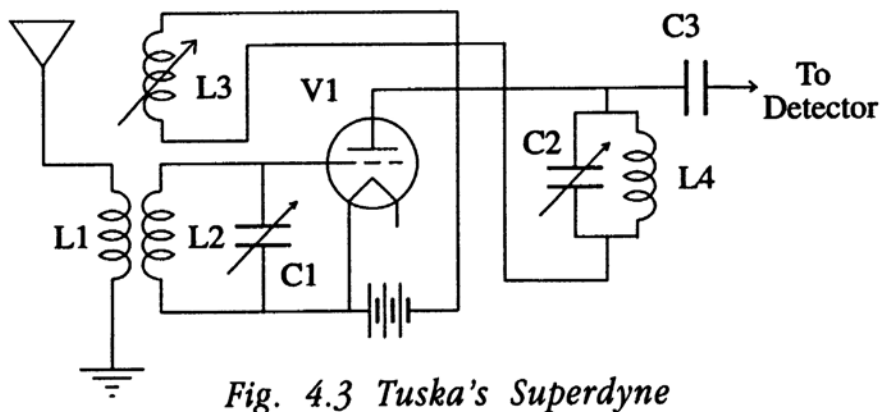 C3
L3
V1
To
Detector
C2
L4
L1
L2
C1
Fig. 4.3 Tuska's Superdyne